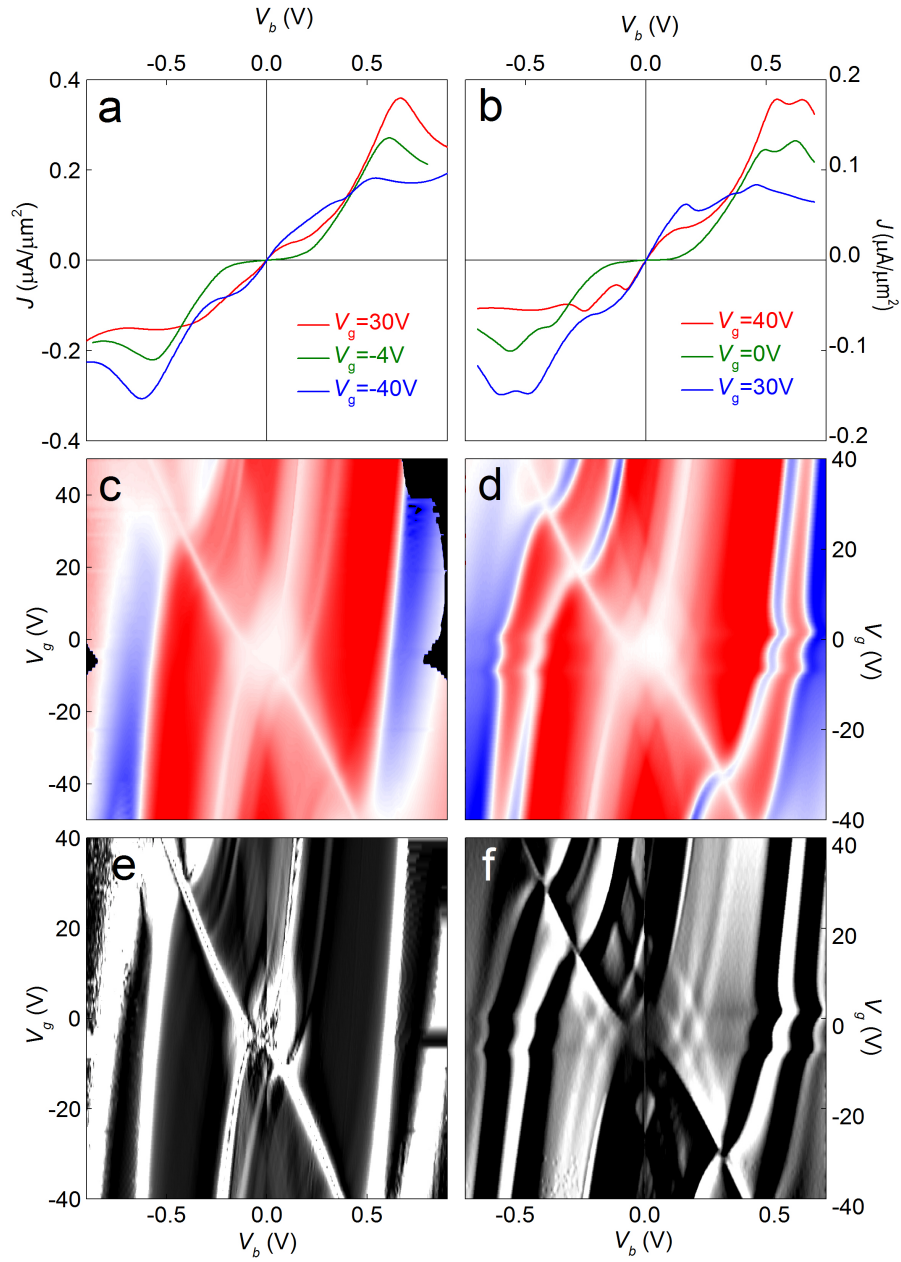 V_b (V)
V_b (V)
-0.5 0.0 0.5
-0.5 0.0 0.5
a
0.4
0.2
0.0
-0.2
-0.4
J (μA/μm²)
V_g=30V
V_g=-4V
V_g=-40V
b
0.2
0.1
0.0
-0.1
-0.2
J (μA/μm²)
V_g=40V
V_g=0V
V_g=30V
c
40
20
0
-20
-40
V_g (V)
d
40
20
0
-20
-40
V_g (V)
e
40
20
0
-20
-40
V_g (V)
f
40
20
0
-20
-40
V_g (V)
-0.5 0.0 0.5
-0.5 0.0 0.5
V_b (V)
V_b (V)